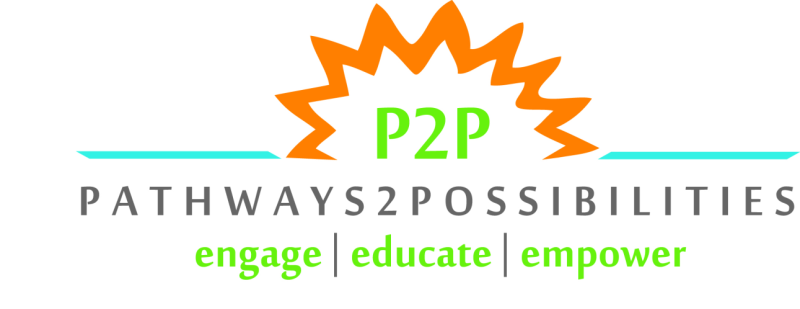 P2P
PATHWAYS2POSSIBILITIES
engage | educate | empower